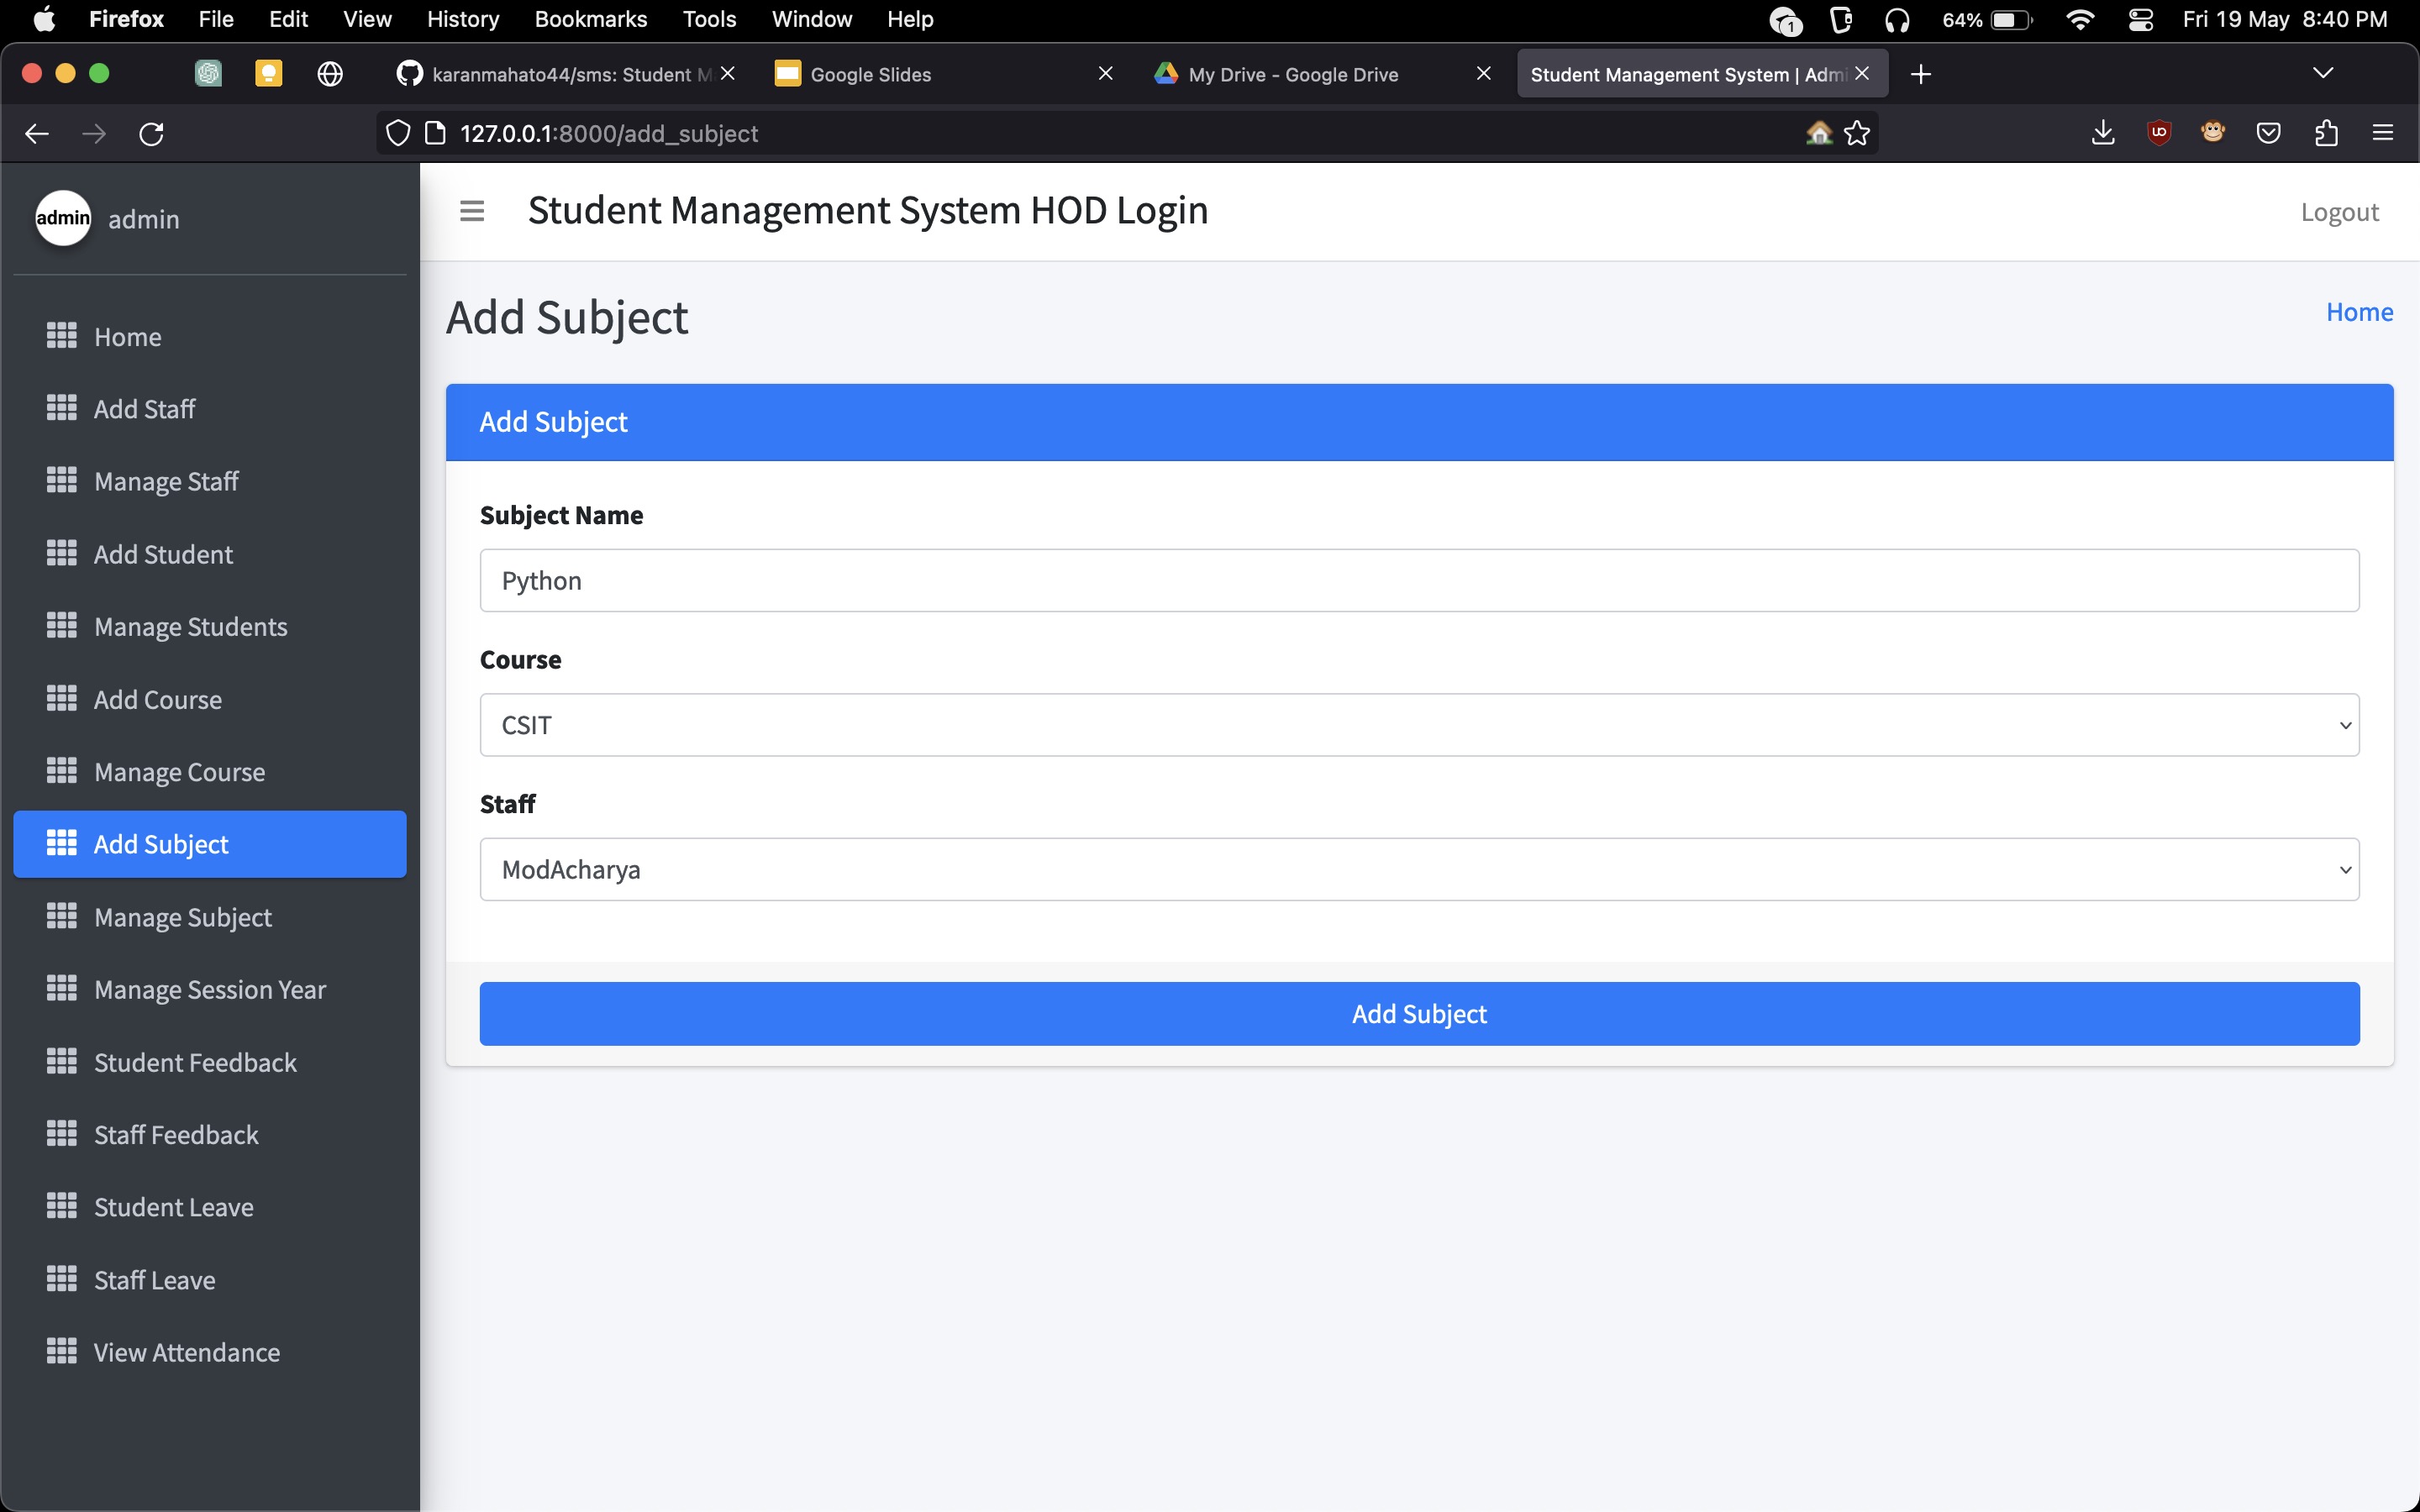 Firefox File Edit View History Bookmarks Tools Window Help 1 64% Fri 19 May 8:40 PM
karanmahato44/sms: Student M Google Slides My Drive - Google Drive Student Management System | Admi
127.0.0.1:8000/add_subject
admin admin
Student Management System HOD Login Logout
Add Subject Home
Home
Add Staff
Manage Staff
Add Student
Manage Students
Add Course
Manage Course
Add Subject
Manage Subject
Manage Session Year
Student Feedback
Staff Feedback
Student Leave
Staff Leave
View Attendance
Add Subject
Subject Name
Python
Course
CSIT
Staff
ModAcharya
Add Subject